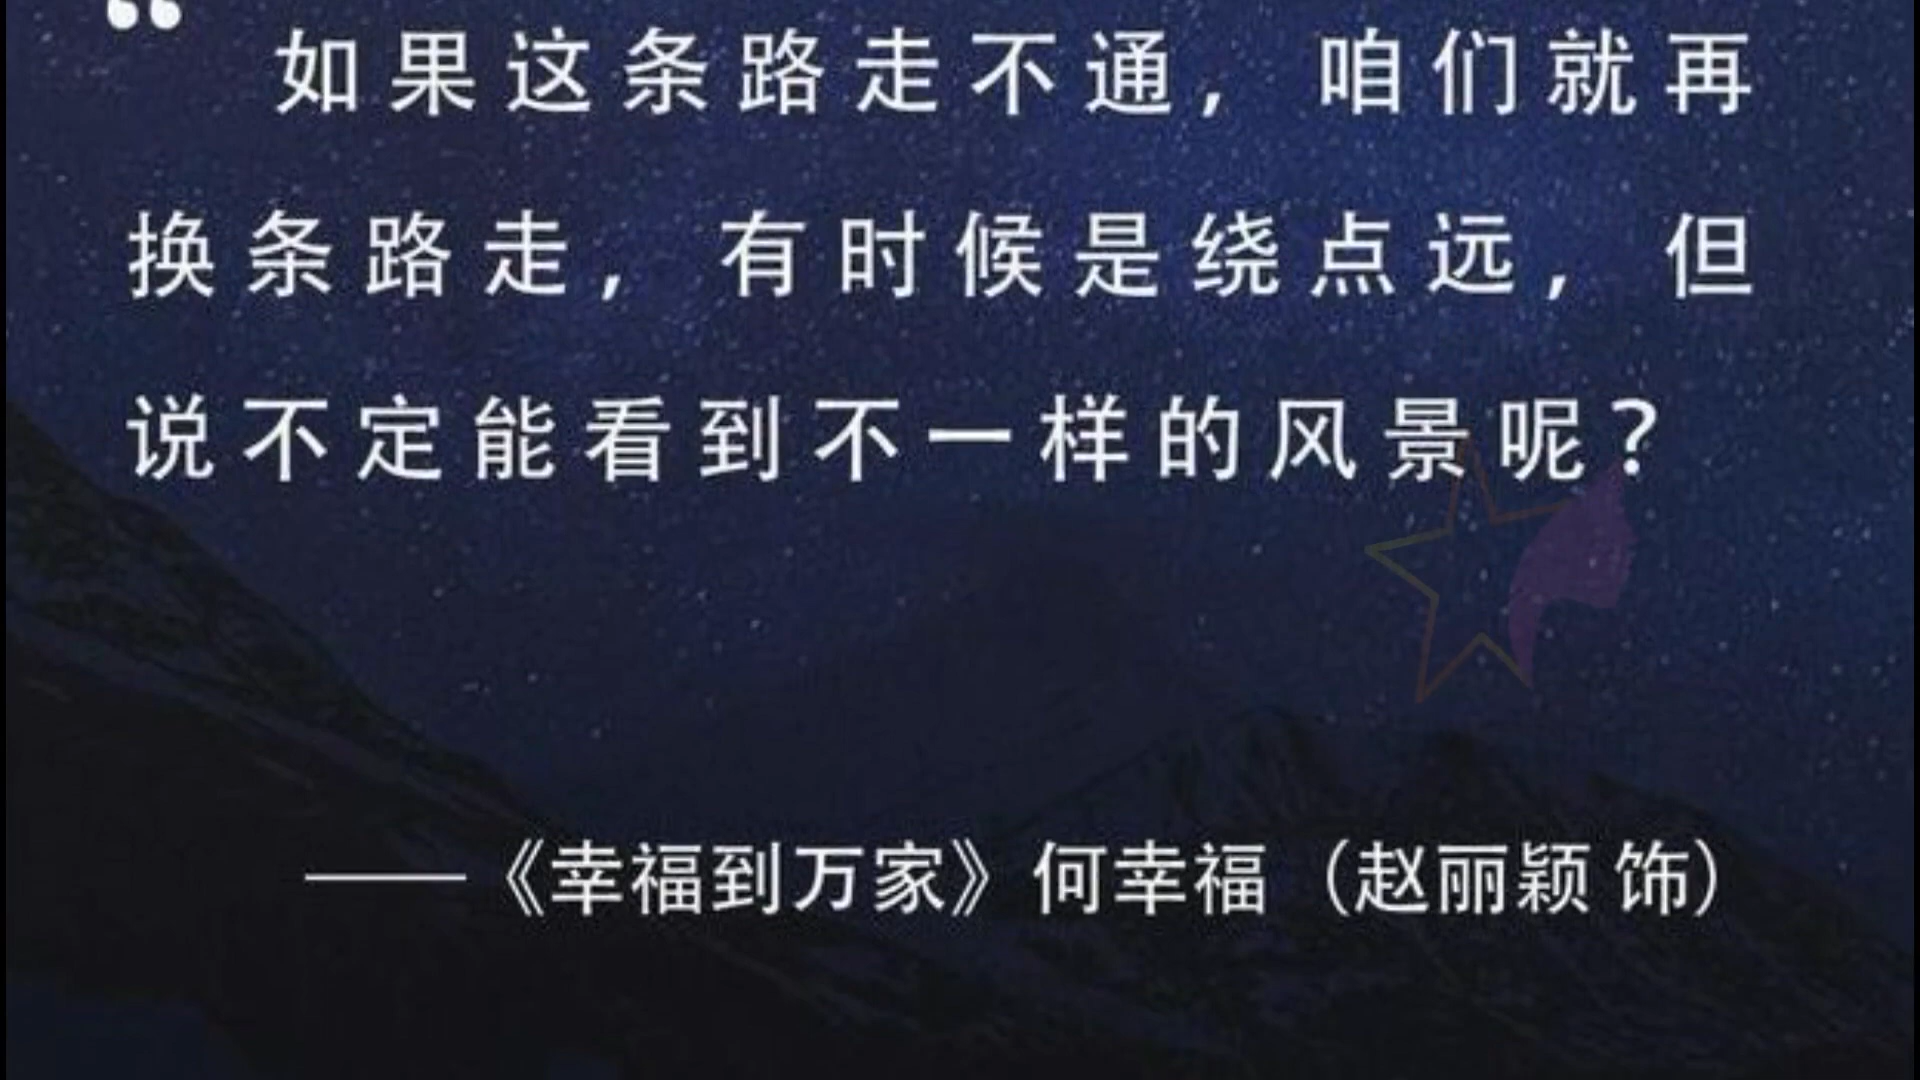 “
如果这条路走不通，咱们就再
换条路走，有时候是绕点远，但
说不定能看到不一样的风景呢？
——《幸福到万家》何幸福（赵丽颖 饰）